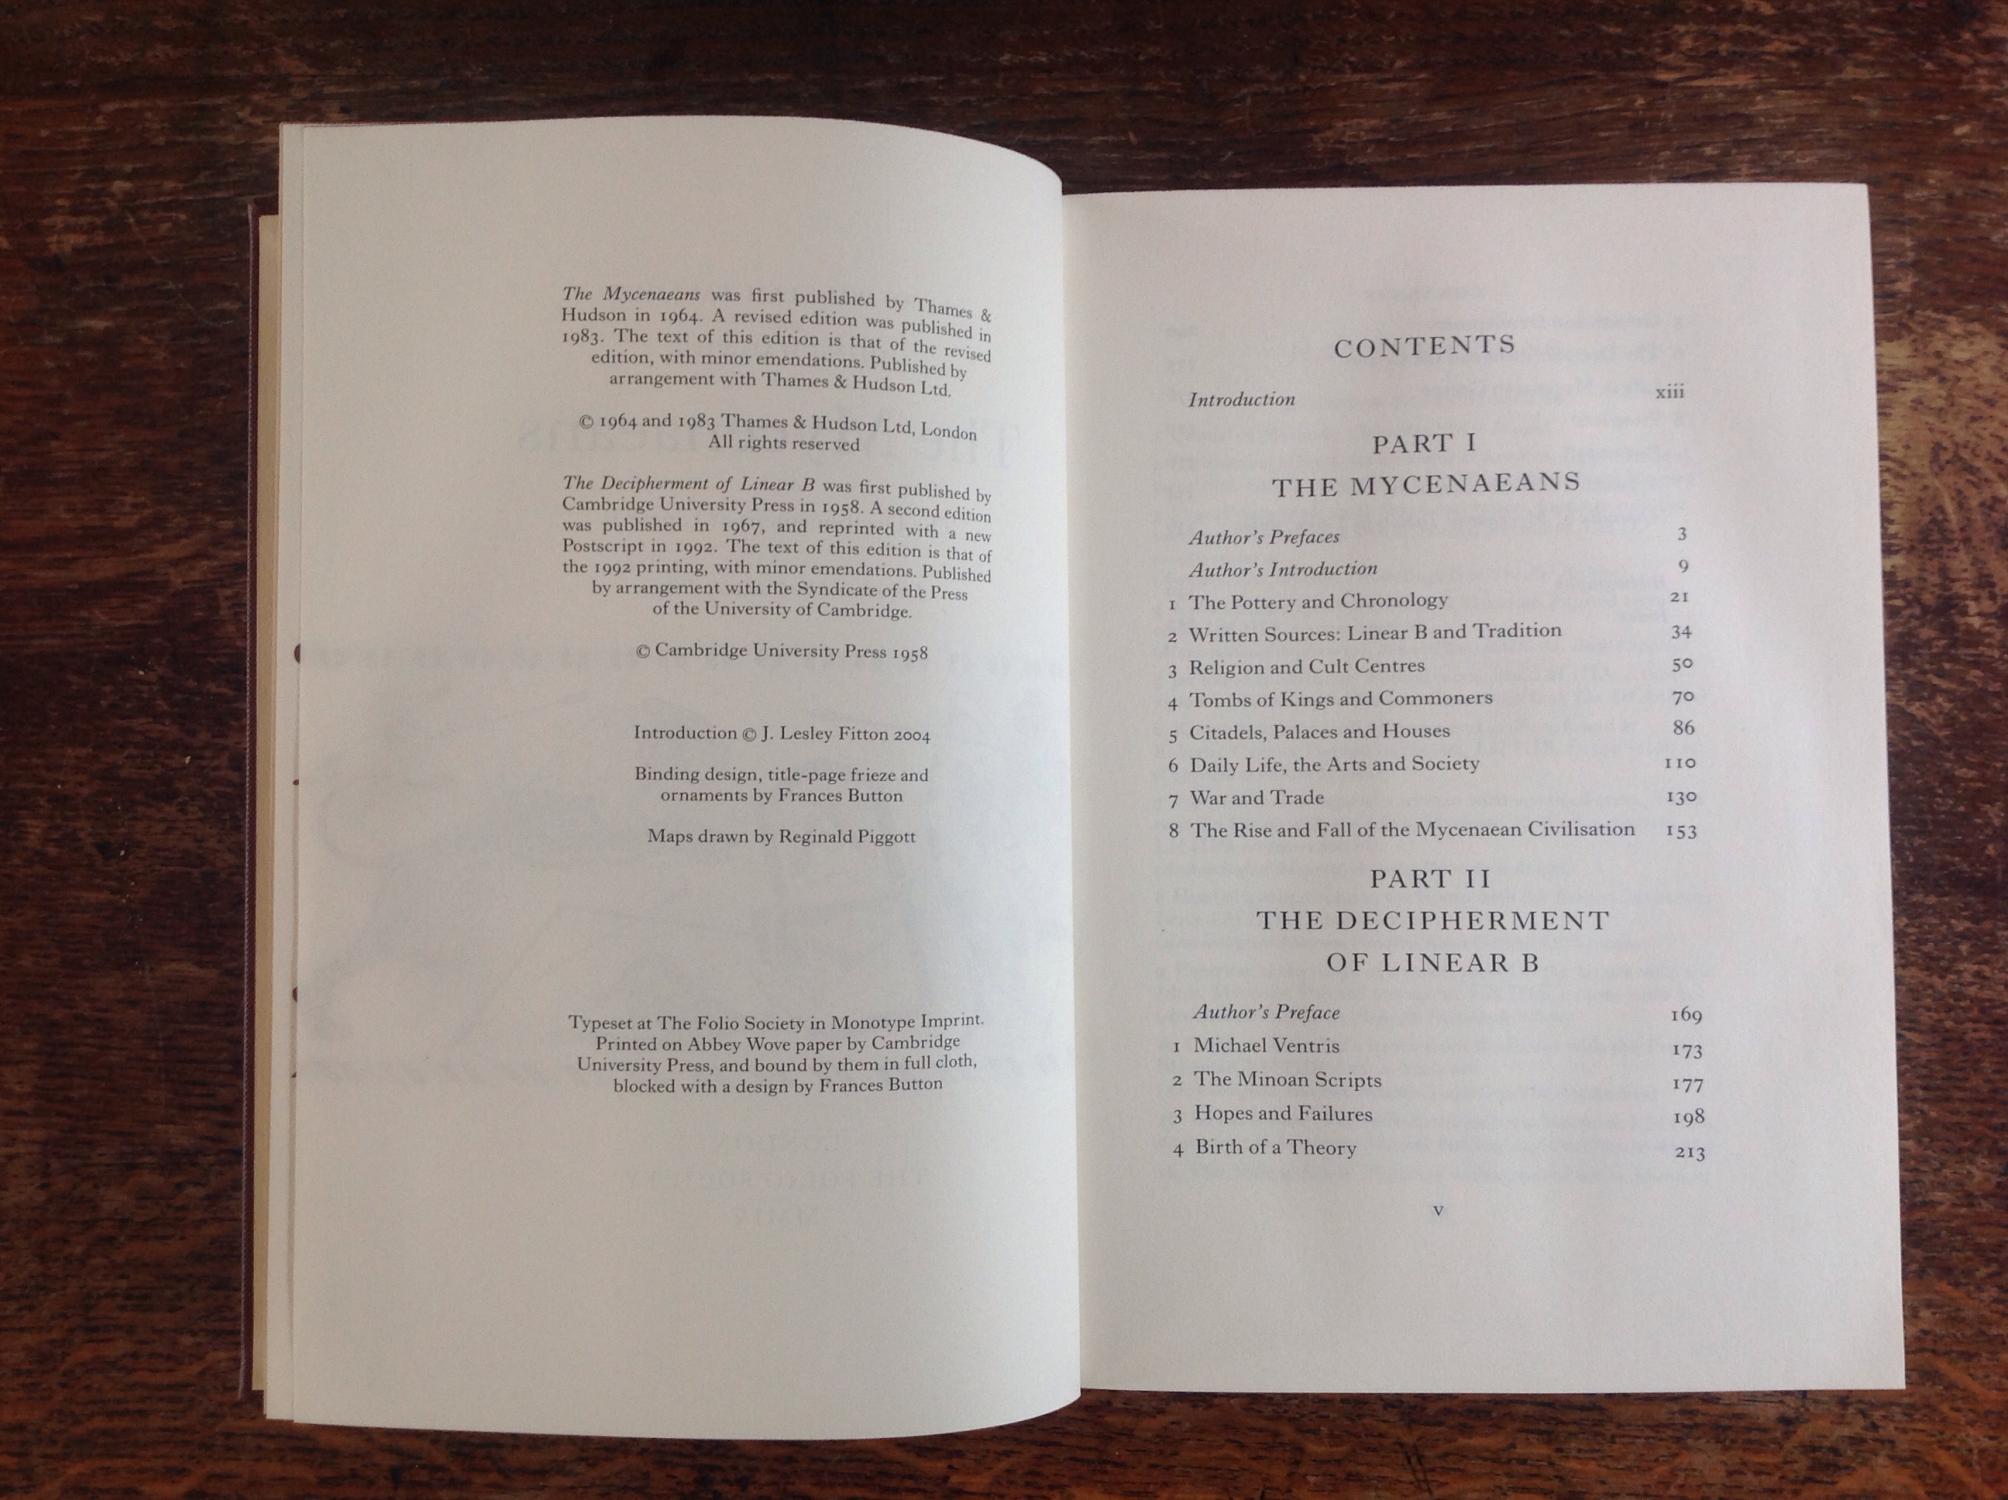 The Mycenaeans was first published by Thames &
Hudson in 1964. A revised edition was published in
1983. The text of this edition is that of the revised
edition, with minor emendations. Published by
arrangement with Thames & Hudson Ltd.
© 1964 and 1983 Thames & Hudson Ltd, London
All rights reserved
The Decipherment of Linear B was first published by
Cambridge University Press in 1958. A second edition
was published in 1967, and reprinted with a new
Postscript in 1992. The text of this edition is that of
the 1992 printing, with minor emendations. Published
by arrangement with the Syndicate of the Press
of the University of Cambridge.
© Cambridge University Press 1958
Introduction © J. Lesley Fitton 2004
Binding design, title-page frieze and
ornaments by Frances Button
Maps drawn by Reginald Piggott
Typeset at The Folio Society in Monotype Imprint.
Printed on Abbey Wove paper by Cambridge
University Press, and bound by them in full cloth,
blocked with a design by Frances Button
CONTENTS
Introduction xiii
PART I
THE MYCENAEANS
Author's Prefaces 3
Author's Introduction 9
1 The Pottery and Chronology 21
2 Written Sources: Linear B and Tradition 34
3 Religion and Cult Centres 50
4 Tombs of Kings and Commoners 70
5 Citadels, Palaces and Houses 86
6 Daily Life, the Arts and Society 110
7 War and Trade 130
8 The Rise and Fall of the Mycenaean Civilisation 153
PART II
THE DECIPHERMENT
OF LINEAR B
Author's Preface 169
1 Michael Ventris 173
2 The Minoan Scripts 177
3 Hopes and Failures 198
4 Birth of a Theory 213
v